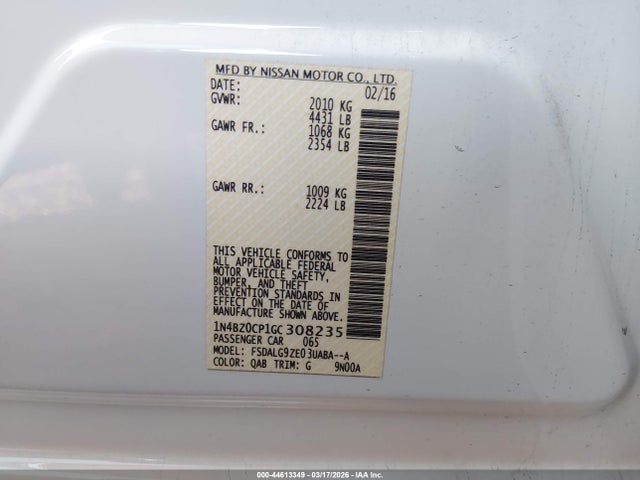 MFD BY NISSAN MOTOR CO., LTD.
DATE: 02/16
GVWR: 2010 KG
4431 LB
GAWR FR.: 1068 KG
2354 LB
GAWR RR.: 1009 KG
2224 LB
THIS VEHICLE CONFORMS TO
ALL APPLICABLE FEDERAL
MOTOR VEHICLE SAFETY,
BUMPER, AND THEFT
PREVENTION STANDARDS IN
EFFECT ON THE DATE OF
MANUFACTURE SHOWN ABOVE.
1N4BZ0CP1GC308235
PASSENGER CAR 065
MODEL: FSDALG9ZE03UABA--A
COLOR: QAB TRIM: G 9N00A
000-44613349 - 03/17/2026 - IAA Inc.